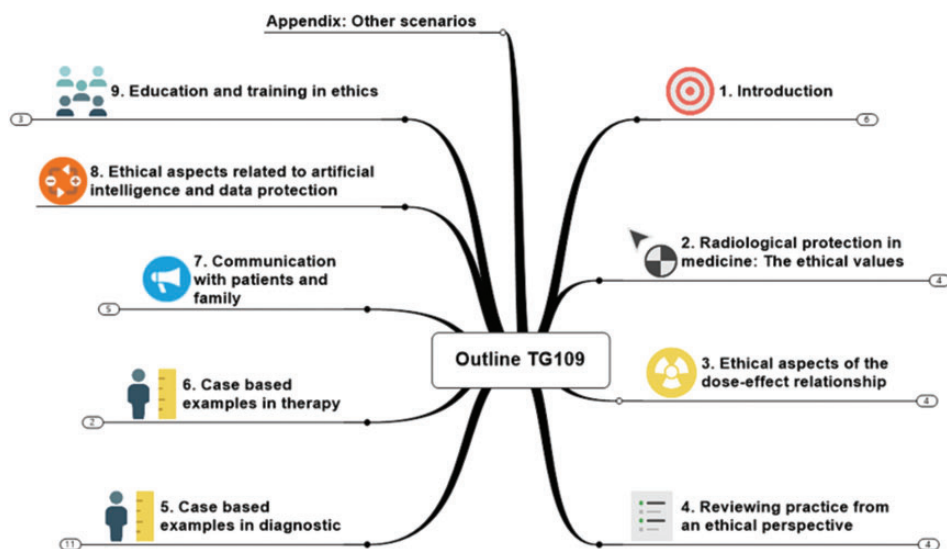 Appendix: Other scenarios
9. Education and training in ethics
3
1. Introduction
6
8. Ethical aspects related to artificial
intelligence and data protection
2. Radiological protection in
medicine: The ethical values
4
7. Communication
with patients and
family
5
Outline TG109
3. Ethical aspects of the
dose-effect relationship
4
6. Case based
examples in therapy
2
5. Case based
examples in diagnostic
11
4. Reviewing practice from
an ethical perspective
4